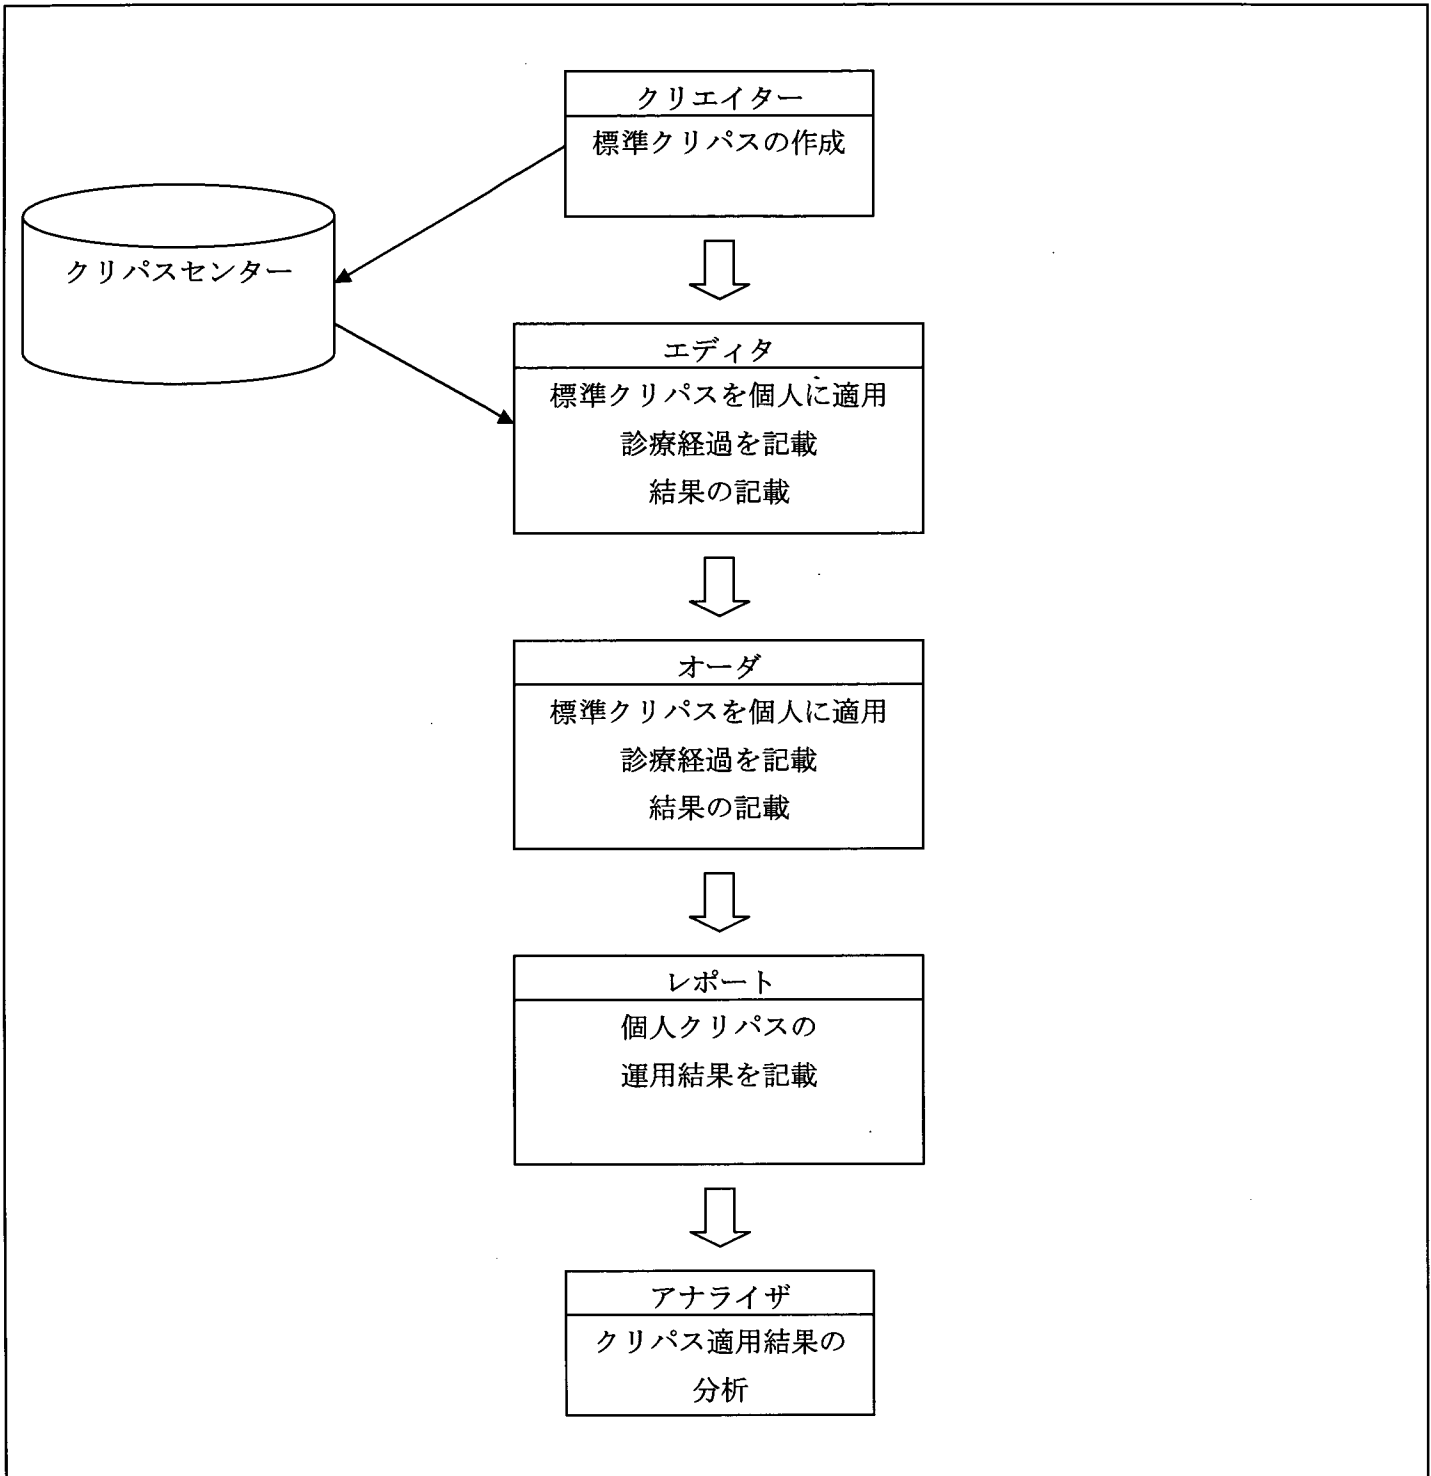 クリエイター
標準クリパスの作成
クリパスセンター
エディタ
標準クリパスを個人に適用
診療経過を記載
結果の記載
オーダ
標準クリパスを個人に適用
診療経過を記載
結果の記載
レポート
個人クリパスの
運用結果を記載
アナライザ
クリパス適用結果の
分析